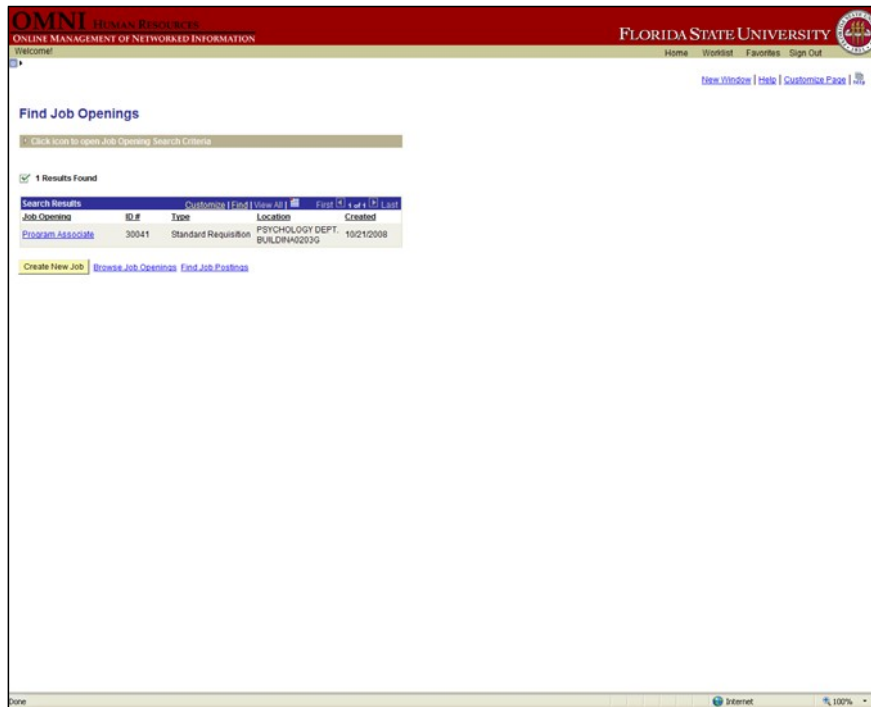 OMNI HUMAN RESOURCES
ONLINE MANAGEMENT OF NETWORKED INFORMATION
FLORIDA STATE UNIVERSITY
Welcome!
Home Worklist Favorites Sign Out
New Window | Help | Customize Page |
Find Job Openings
Click icon to open Job Opening Search Criteria
1 Results Found
Search Results Customize | Find | View All | First 1 of 1 Last
Job Opening ID # Type Location Created
Program Associate 30041 Standard Requisition PSYCHOLOGY DEPT. BUILDINA0203G 10/21/2008
Create New Job Browse Job Openings Find Job Postings
Done Internet 100%